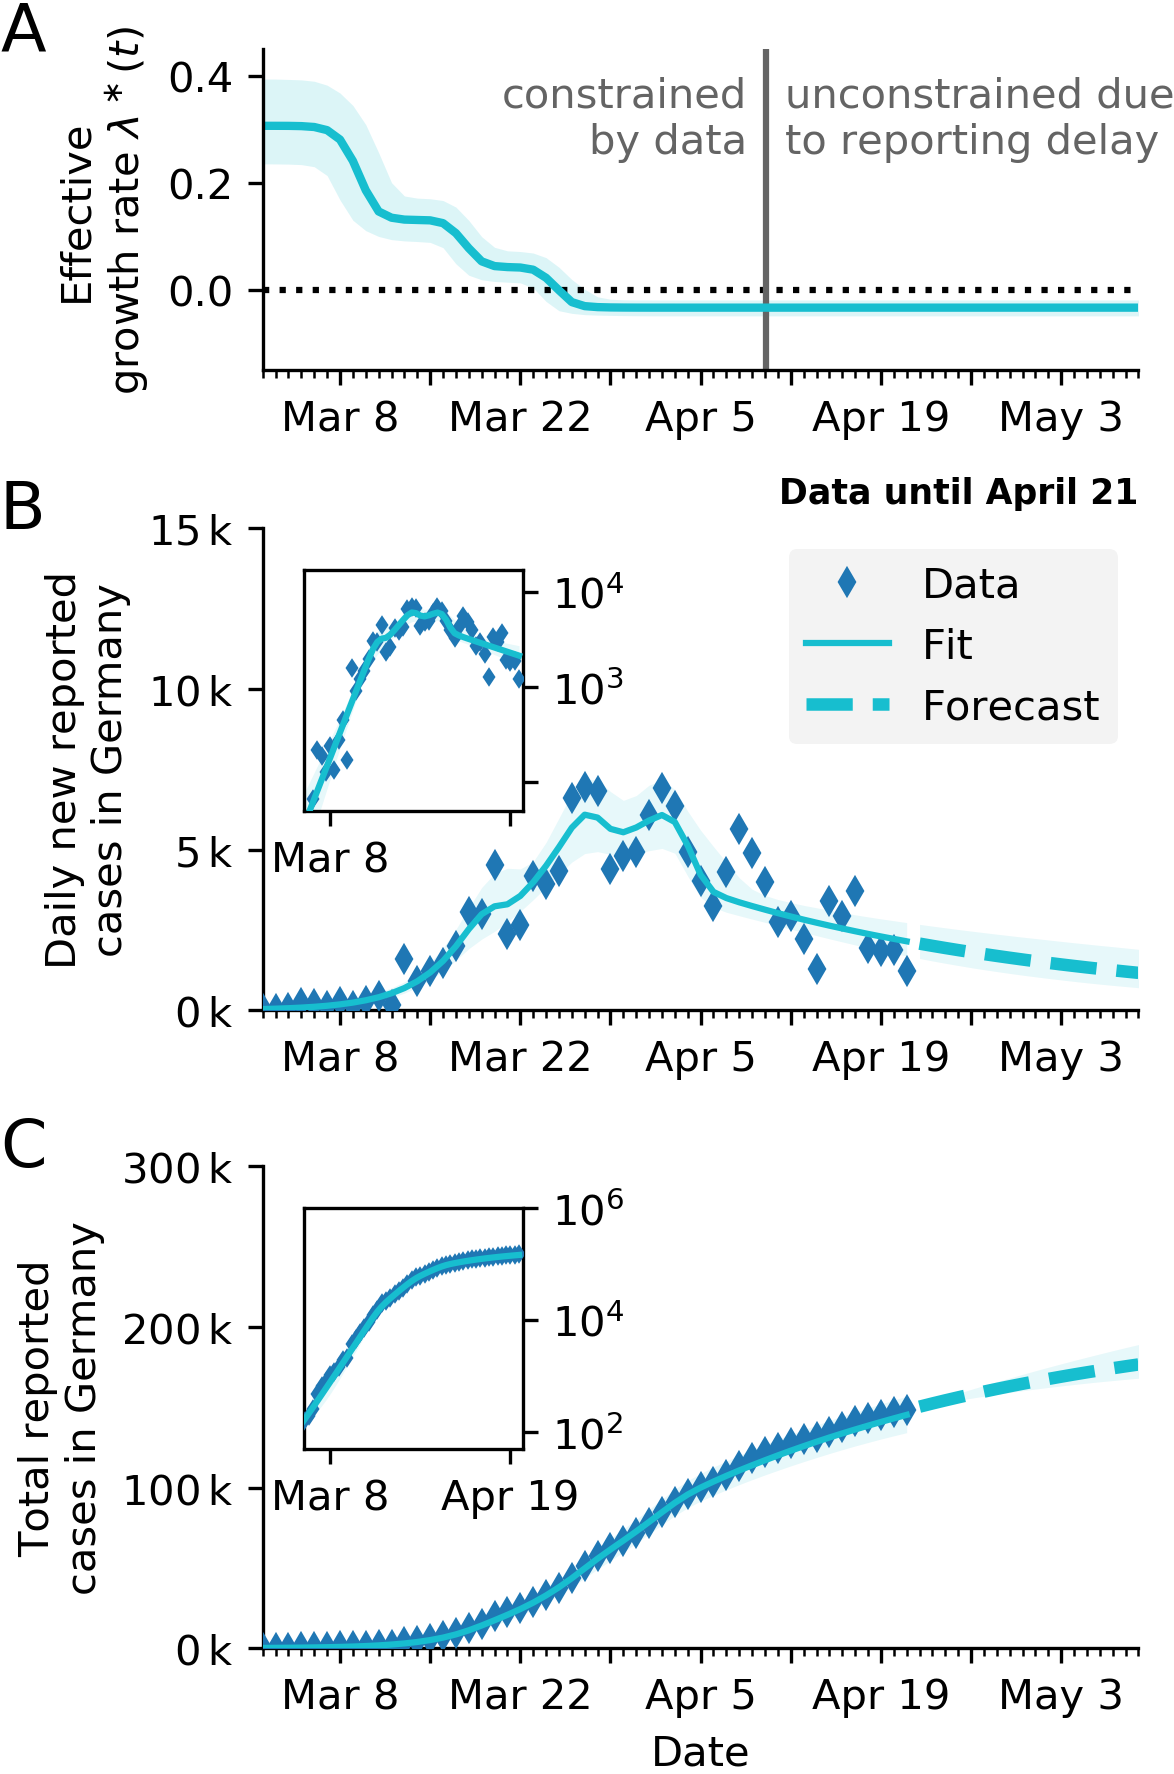 A
Effective
growth rate λ * (t)
0.4
0.2
0.0
constrained
by data
unconstrained due
to reporting delay
Mar 8
Mar 22
Apr 5
Apr 19
May 3
B
Data until April 21
Daily new reported
cases in Germany
15 k
10 k
5 k
0 k
10⁴
10³
Mar 8
Data
Fit
Forecast
Mar 8
Mar 22
Apr 5
Apr 19
May 3
C
Total reported
cases in Germany
300 k
200 k
100 k
0 k
10⁶
10⁴
10²
Mar 8
Apr 19
Mar 8
Mar 22
Apr 5
Apr 19
May 3
Date